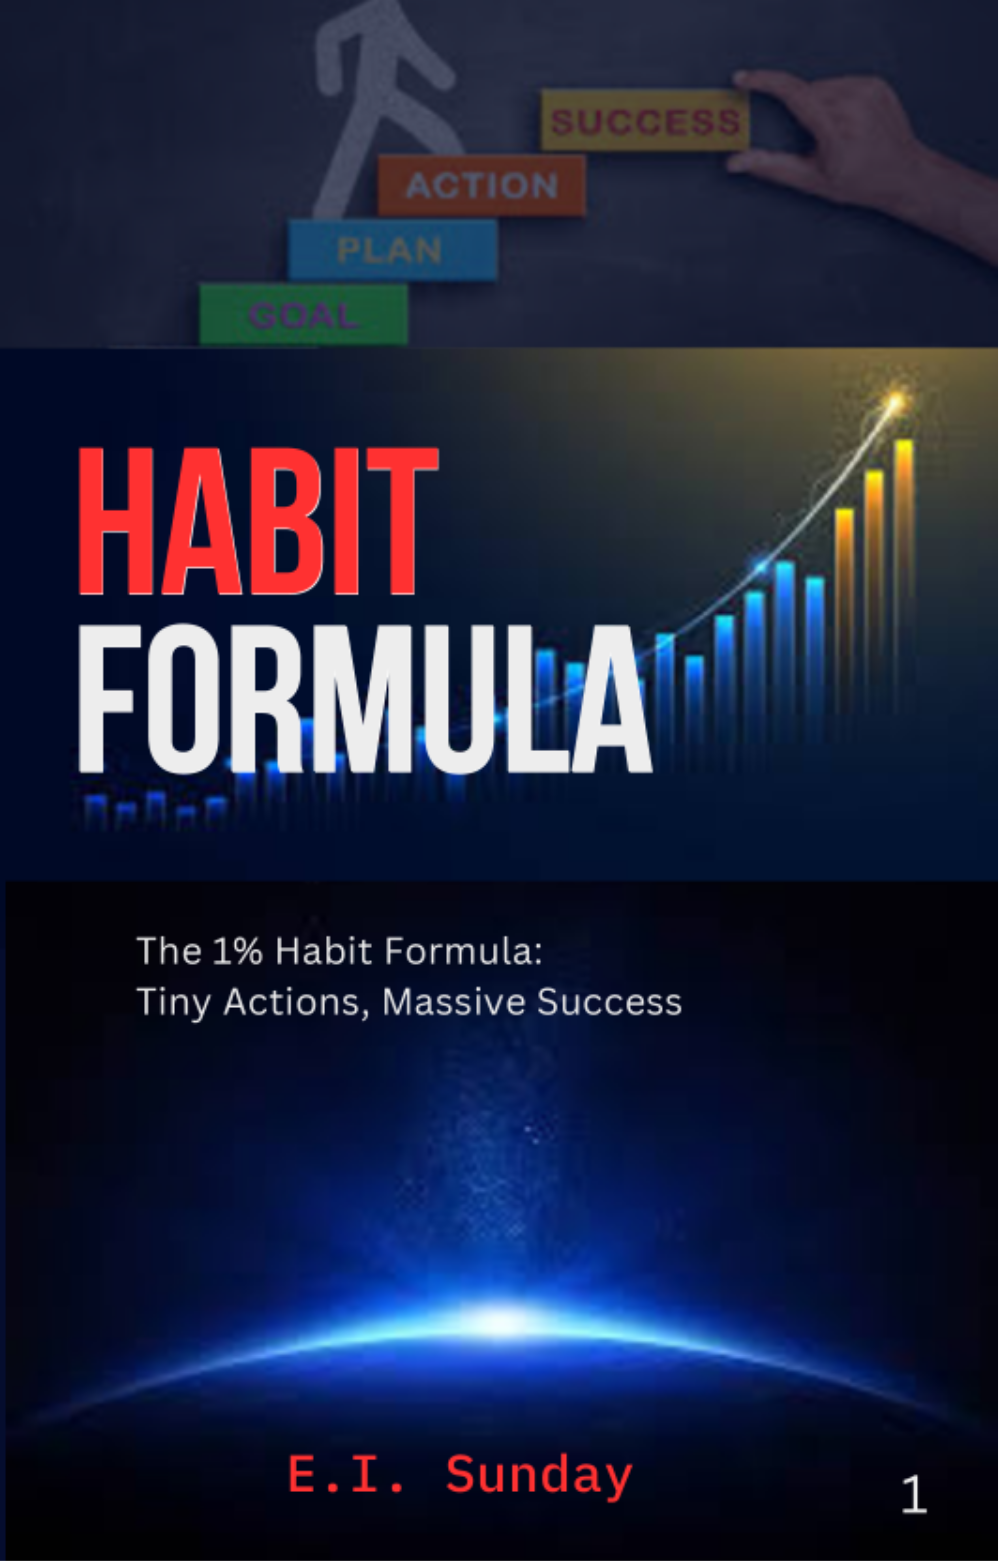 SUCCESS
ACTION
PLAN
GOAL
HABIT
FORMULA
The 1% Habit Formula:
Tiny Actions, Massive Success
E.I. Sunday
1